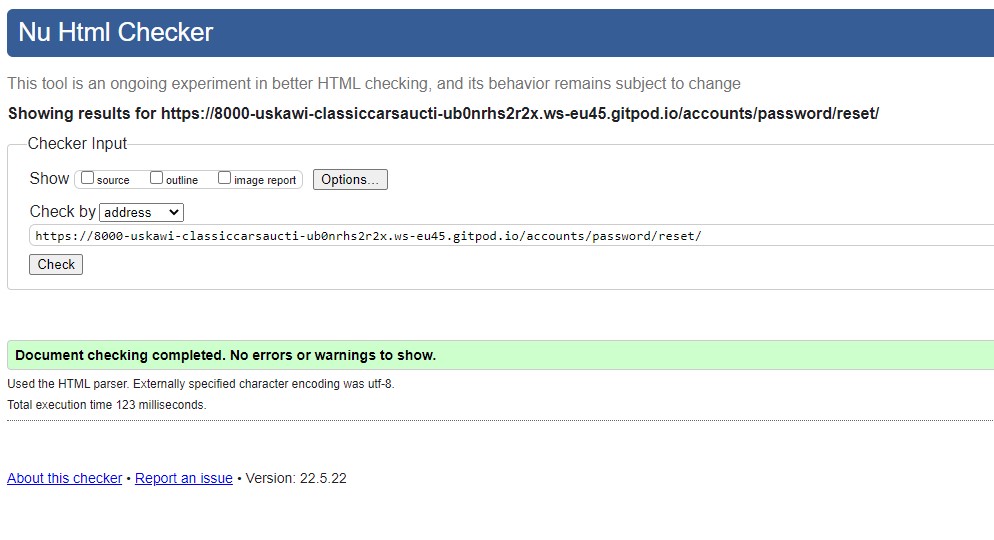 Nu Html Checker
This tool is an ongoing experiment in better HTML checking, and its behavior remains subject to change
Showing results for https://8000-uskawi-classiccarsaucti-ub0nrhs2r2x.ws-eu45.gitpod.io/accounts/password/reset/
Checker Input
Show source outline image report Options...
Check by address
https://8000-uskawi-classiccarsaucti-ub0nrhs2r2x.ws-eu45.gitpod.io/accounts/password/reset/
Check
Document checking completed. No errors or warnings to show.
Used the HTML parser. Externally specified character encoding was utf-8.
Total execution time 123 milliseconds.
About this checker • Report an issue • Version: 22.5.22